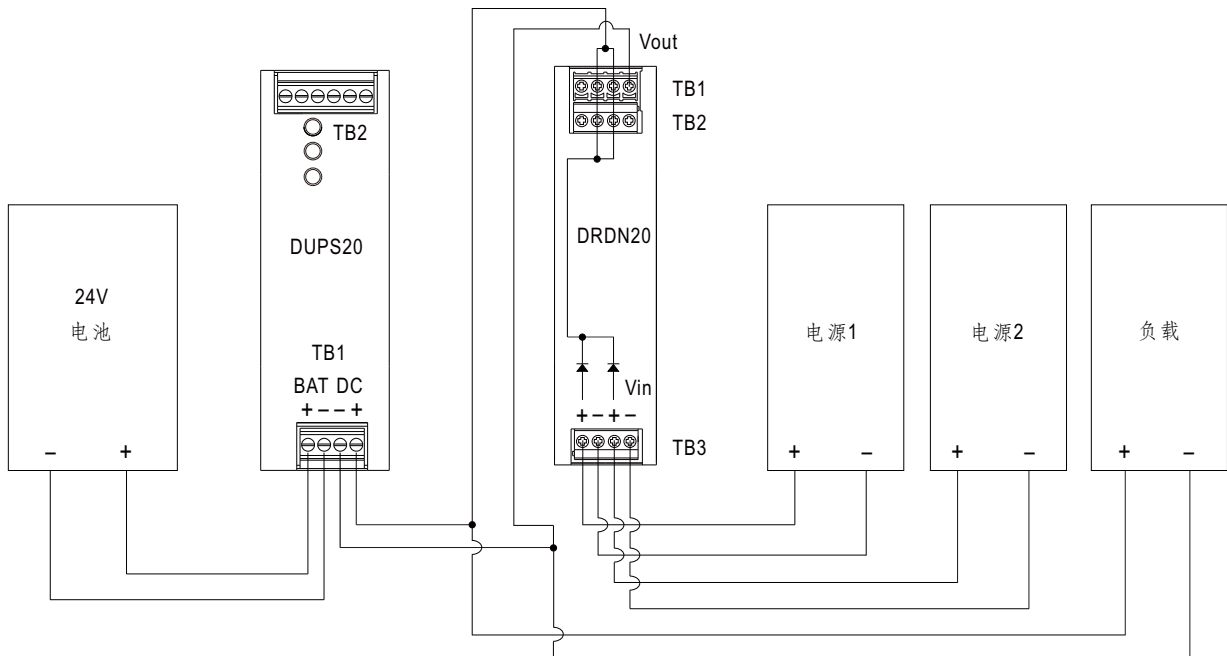 Vout
TB1
TB2
TB2
DUPS20
DRDN20
24V
电池
电源1
电源2
负载
TB1
BAT DC
+ − − +
Vin
+ − + −
TB3
− +
+ −
+ −
+ −